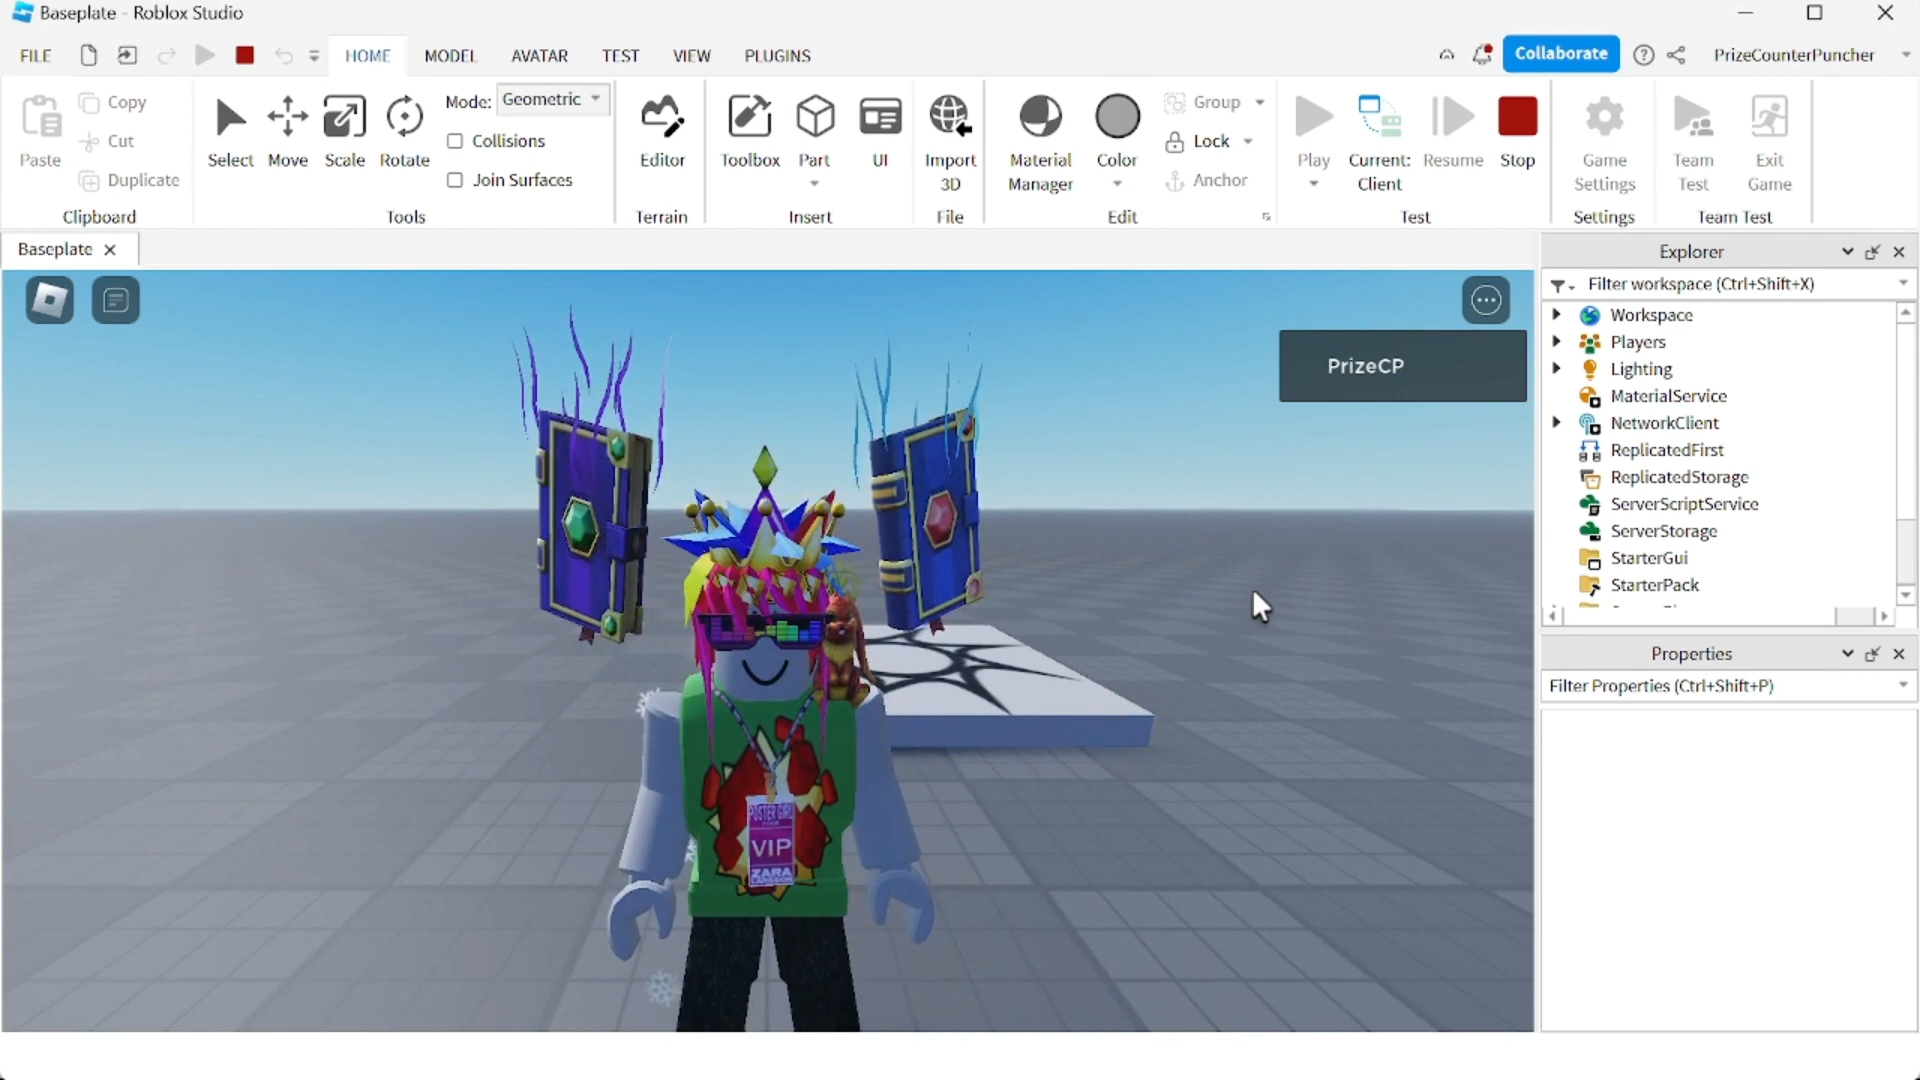 Baseplate - Roblox Studio
FILE
HOME
MODEL
AVATAR
TEST
VIEW
PLUGINS
Collaborate
PrizeCounterPuncher
Paste
Copy
Cut
Duplicate
Clipboard
Select
Move
Scale
Rotate
Mode: Geometric
Collisions
Join Surfaces
Tools
Editor
Terrain
Toolbox
Part
UI
Insert
Import
3D
File
Material
Manager
Color
Group
Lock
Anchor
Edit
Play
Current:
Client
Resume
Stop
Test
Game
Settings
Settings
Team
Test
Exit
Game
Team Test
Baseplate
PrizeCP
POSTER GIRL
VIP
ZARA
LARSSON
Explorer
Filter workspace (Ctrl+Shift+X)
Workspace
Players
Lighting
MaterialService
NetworkClient
ReplicatedFirst
ReplicatedStorage
ServerScriptService
ServerStorage
StarterGui
StarterPack
Properties
Filter Properties (Ctrl+Shift+P)